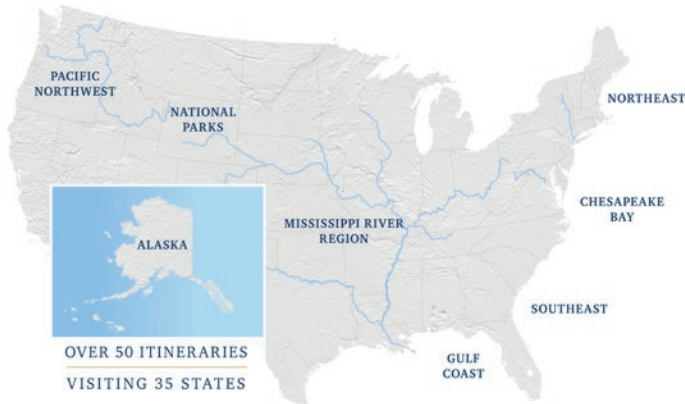 PACIFIC
NORTHWEST
NATIONAL
PARKS
NORTHEAST
CHESAPEAKE
BAY
MISSISSIPPI RIVER
REGION
ALASKA
SOUTHEAST
GULF
COAST
OVER 50 ITINERARIES
VISITING 35 STATES